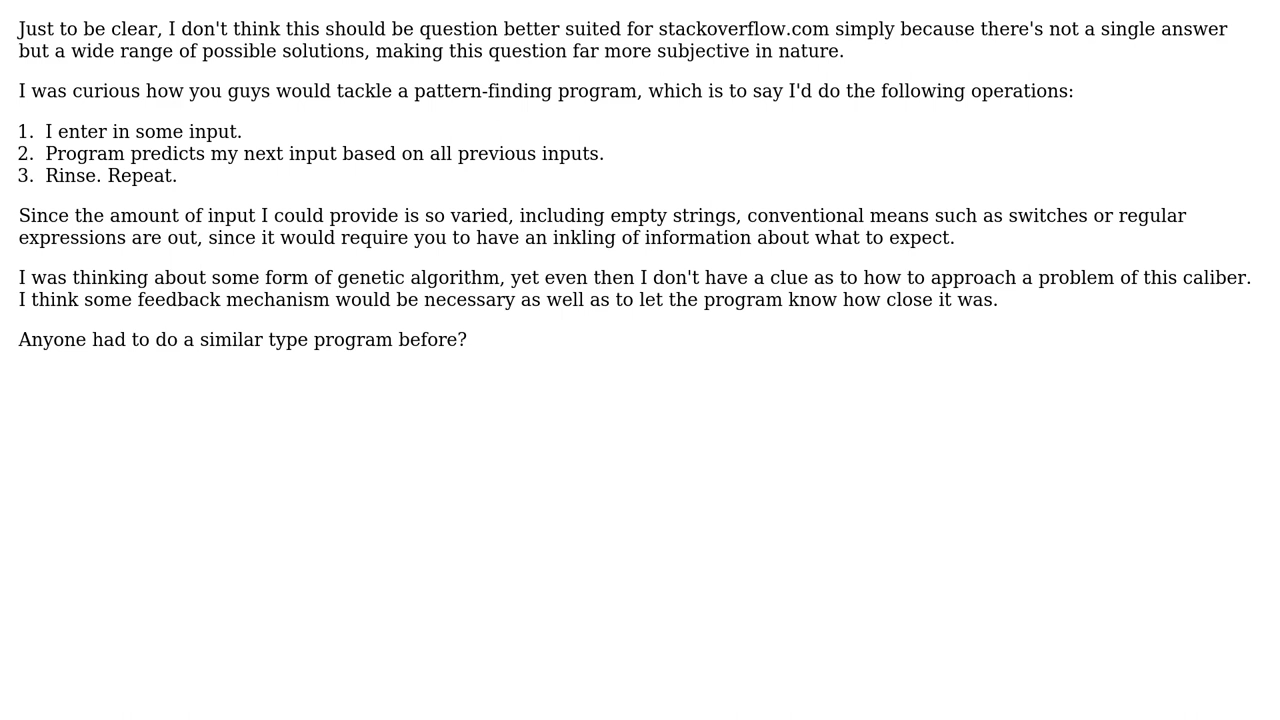 Just to be clear, I don't think this should be question better suited for stackoverflow.com simply because there's not a single answer
but a wide range of possible solutions, making this question far more subjective in nature.
I was curious how you guys would tackle a pattern-finding program, which is to say I'd do the following operations:
1. I enter in some input.
2. Program predicts my next input based on all previous inputs.
3. Rinse. Repeat.
Since the amount of input I could provide is so varied, including empty strings, conventional means such as switches or regular
expressions are out, since it would require you to have an inkling of information about what to expect.
I was thinking about some form of genetic algorithm, yet even then I don't have a clue as to how to approach a problem of this caliber.
I think some feedback mechanism would be necessary as well as to let the program know how close it was.
Anyone had to do a similar type program before?